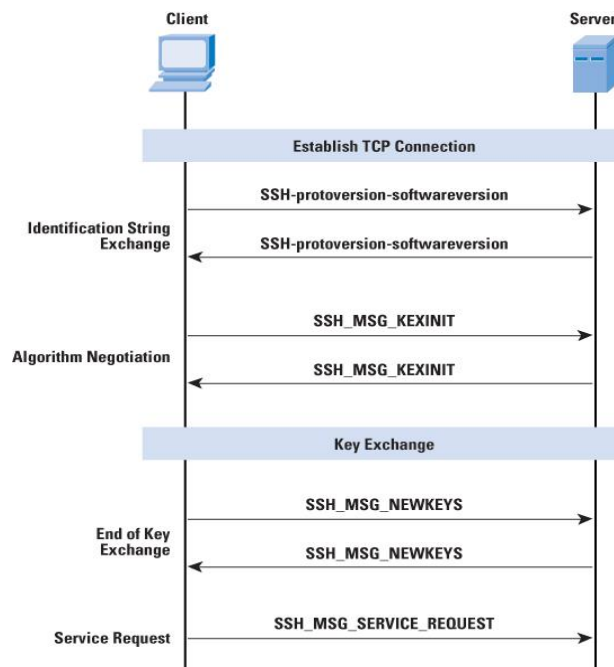 Client
Server
Establish TCP Connection
SSH-protoversion-softwareversion
Identification String
Exchange
SSH-protoversion-softwareversion
SSH_MSG_KEXINIT
Algorithm Negotiation
SSH_MSG_KEXINIT
Key Exchange
SSH_MSG_NEWKEYS
End of Key
Exchange
SSH_MSG_NEWKEYS
SSH_MSG_SERVICE_REQUEST
Service Request